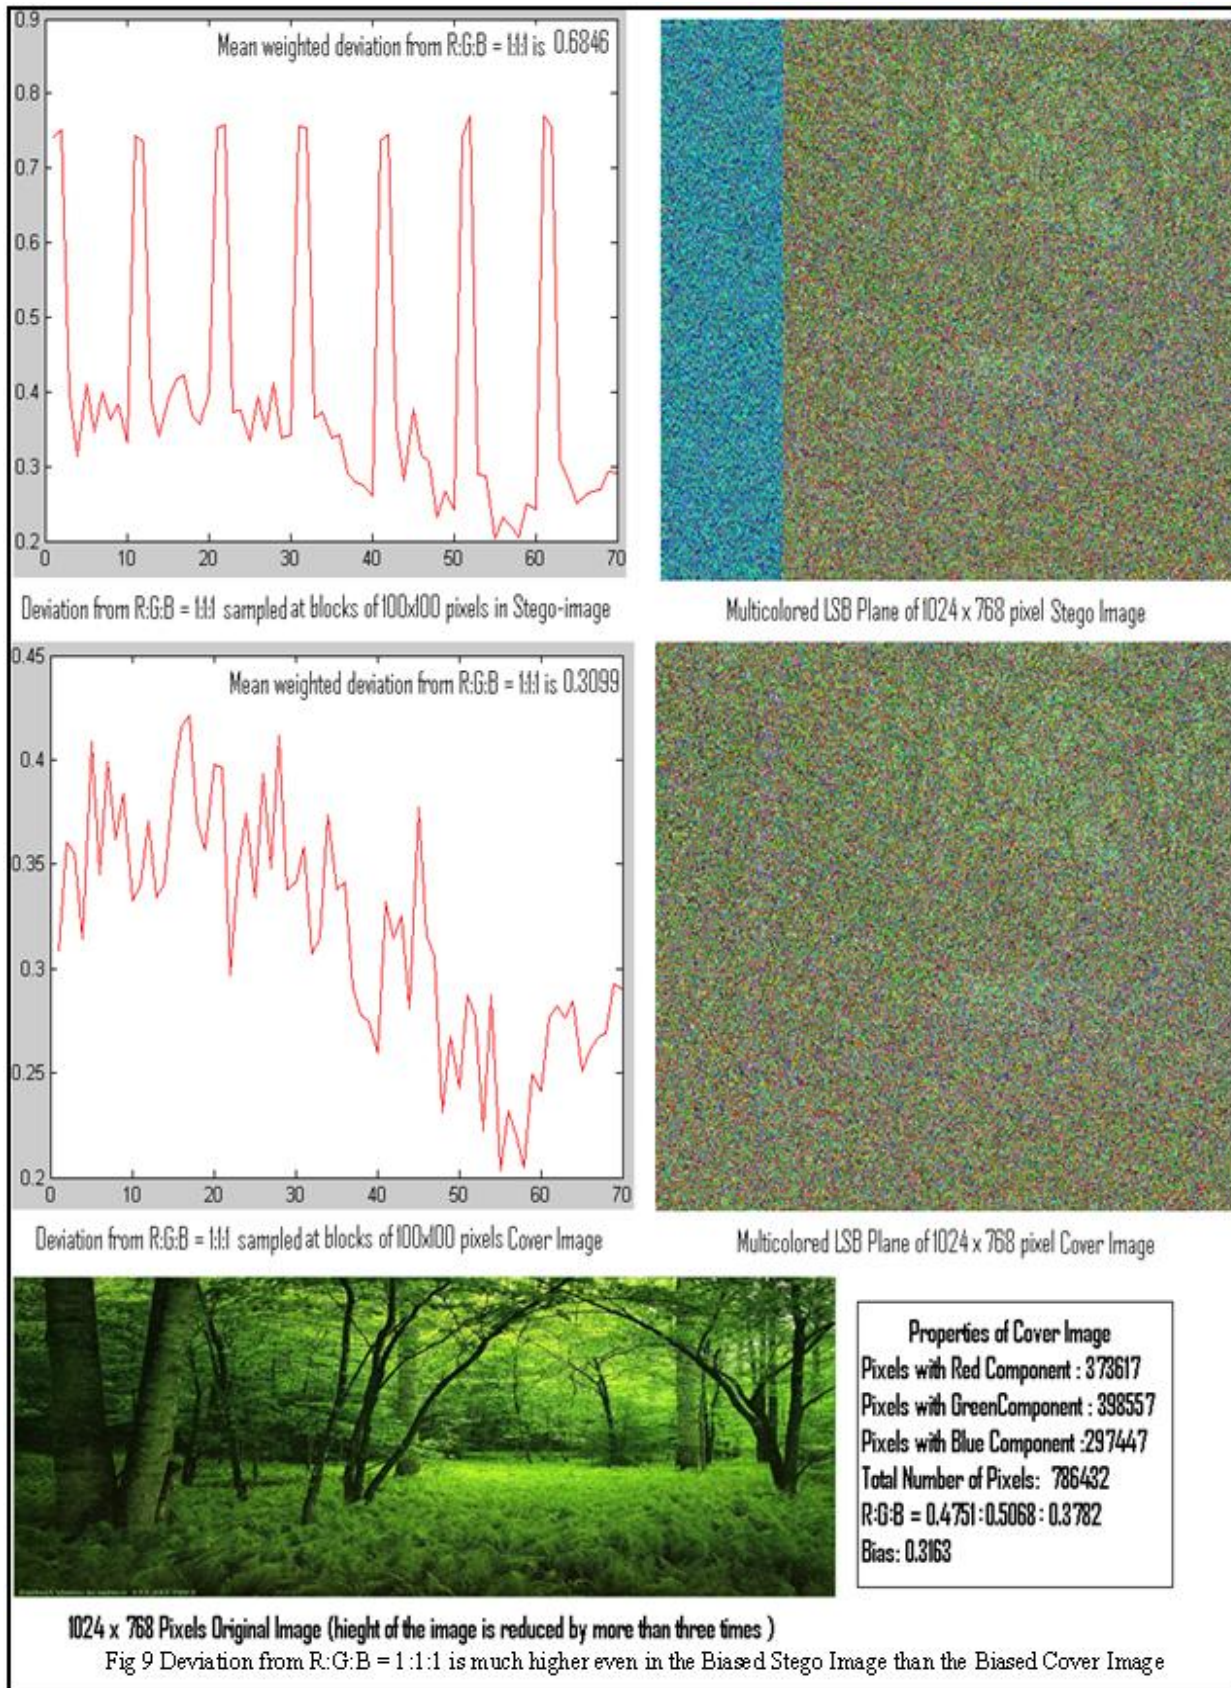 Mean weighted deviation from R:G:B = 1:1:1 is 0.6846
0.9
0.8
0.7
0.6
0.5
0.4
0.3
0.2
0 10 20 30 40 50 60 70
Deviation from R:G:B = 1:1:1 sampled at blocks of 100x100 pixels in Stego-image
Multicolored LSB Plane of 1024 x 768 pixel Stego Image
Mean weighted deviation from R:G:B = 1:1:1 is 0.3099
0.45
0.4
0.35
0.3
0.25
0.2
0 10 20 30 40 50 60 70
Deviation from R:G:B = 1:1:1 sampled at blocks of 100x100 pixels Cover Image
Multicolored LSB Plane of 1024 x 768 pixel Cover Image
Properties of Cover Image
Pixels with Red Component : 373617
Pixels with GreenComponent : 398557
Pixels with Blue Component :297447
Total Number of Pixels: 786432
R:G:B = 0.4751:0.5068:0.3782
Bias: 0.3163
1024 x 768 Pixels Original Image (hieght of the image is reduced by more than three times )
Fig 9 Deviation from R:G:B = 1:1:1 is much higher even in the Biased Stego Image than the Biased Cover Image